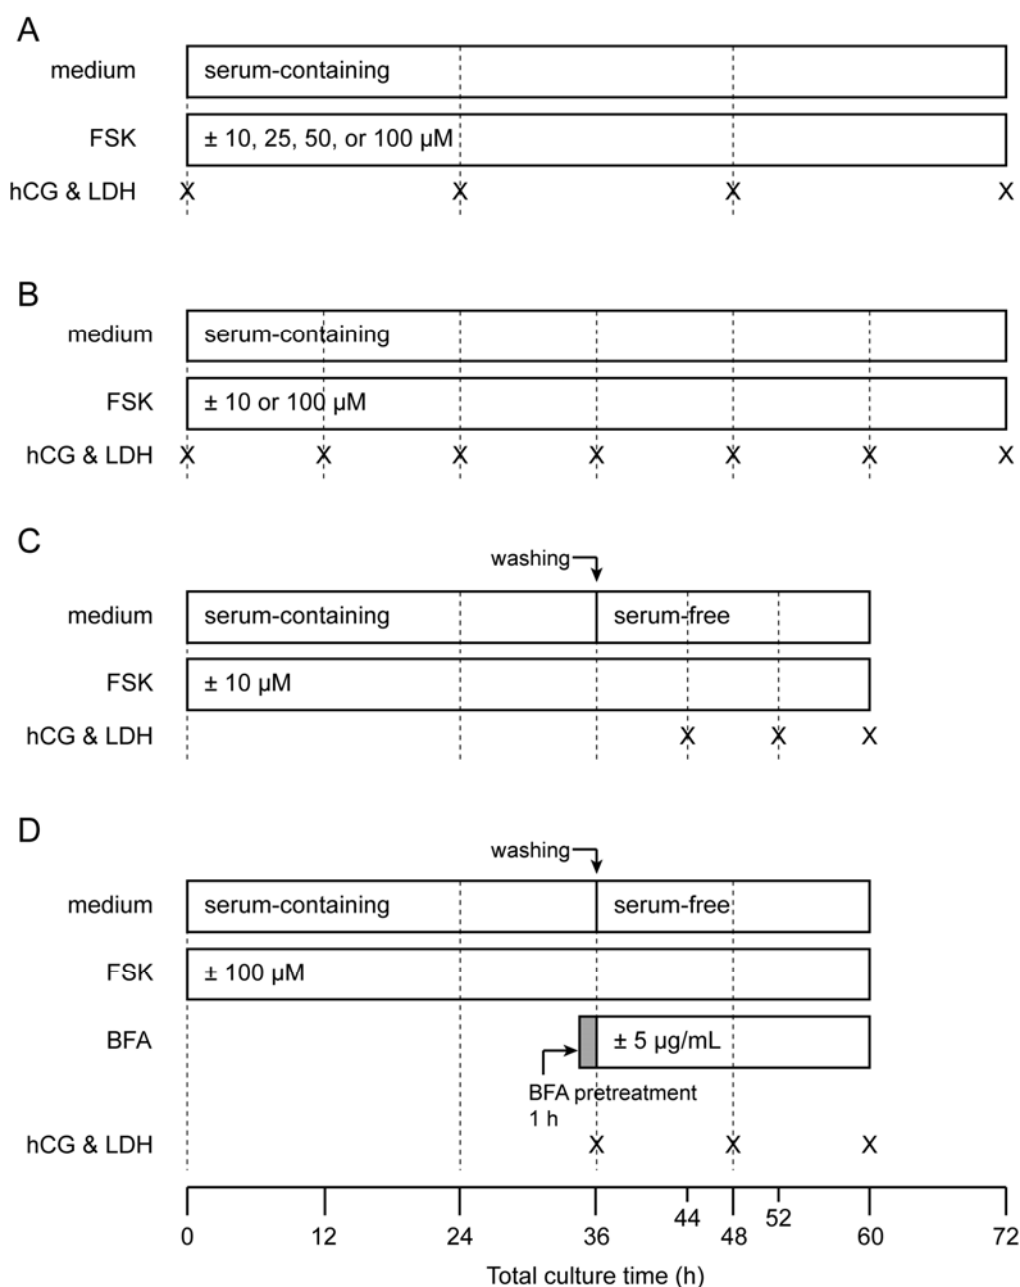 A
medium serum-containing
FSK ± 10, 25, 50, or 100 µM
hCG & LDH X X X X
B
medium serum-containing
FSK ± 10 or 100 µM
hCG & LDH X X X X X X X
C
washing
medium serum-containing serum-free
FSK ± 10 µM
hCG & LDH X X X
D
washing
medium serum-containing serum-free
FSK ± 100 µM
BFA ± 5 µg/mL
BFA pretreatment
1 h
hCG & LDH X X X
0 12 24 36 44 48 52 60 72
Total culture time (h)